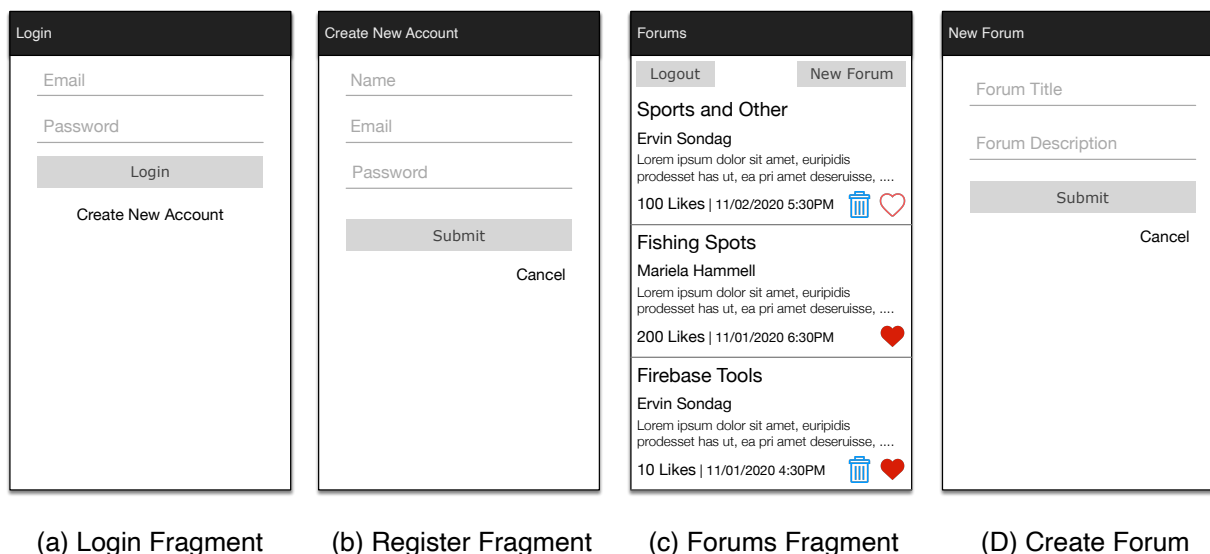 Login
Email
Password
Login
Create New Account
(a) Login Fragment
Create New Account
Name
Email
Password
Submit
Cancel
(b) Register Fragment
Forums
Logout
New Forum
Sports and Other
Ervin Sondag
Lorem ipsum dolor sit amet, euripidis
prodesset has ut, ea pri amet deseruisse, ....
100 Likes | 11/02/2020 5:30PM
Fishing Spots
Mariela Hammell
Lorem ipsum dolor sit amet, euripidis
prodesset has ut, ea pri amet deseruisse, ....
200 Likes | 11/01/2020 6:30PM
Firebase Tools
Ervin Sondag
Lorem ipsum dolor sit amet, euripidis
prodesset has ut, ea pri amet deseruisse, ....
10 Likes | 11/01/2020 4:30PM
(c) Forums Fragment
New Forum
Forum Title
Forum Description
Submit
Cancel
(D) Create Forum